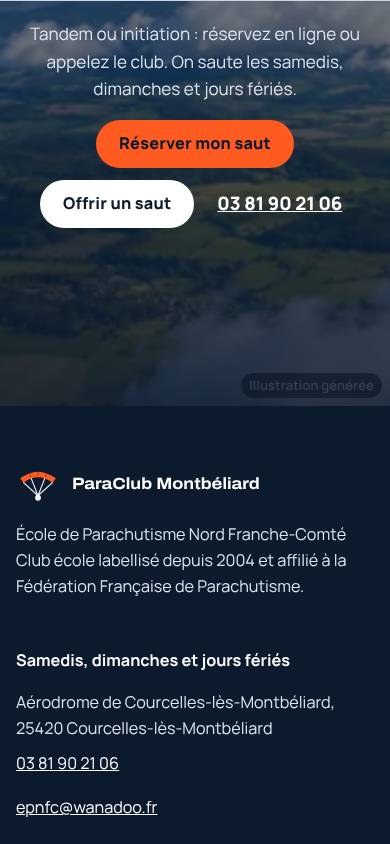 Tandem ou initiation : réservez en ligne ou
appelez le club. On saute les samedis,
dimanches et jours fériés.
Réserver mon saut
Offrir un saut
03 81 90 21 06
Illustration générée
ParaClub Montbéliard
École de Parachutisme Nord Franche-Comté
Club école labellisé depuis 2004 et affilié à la
Fédération Française de Parachutisme.
Samedis, dimanches et jours fériés
Aérodrome de Courcelles-lès-Montbéliard,
25420 Courcelles-lès-Montbéliard
03 81 90 21 06
epnfc@wanadoo.fr